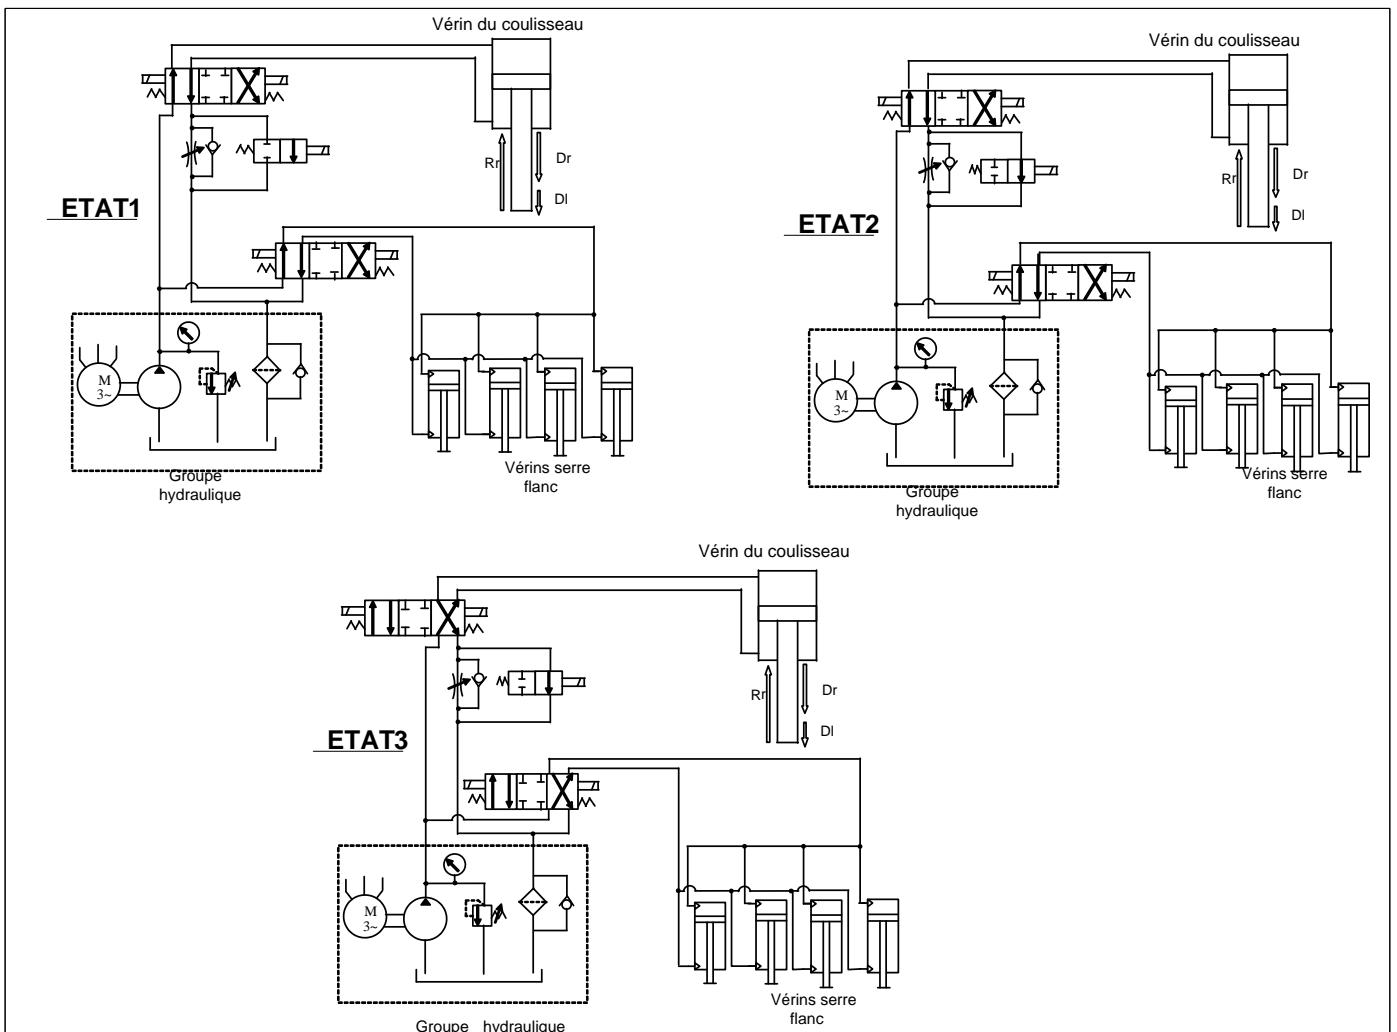 Vérin du coulisseau
Rr
Dr
Dl
ETAT1
M
3~
Groupe
hydraulique
Vérins serre
flanc
Vérin du coulisseau
Rr
Dr
Dl
ETAT2
M
3~
Groupe
hydraulique
Vérins serre
flanc
Vérin du coulisseau
Rr
Dr
Dl
ETAT3
M
3~
Groupe hydraulique
Vérins serre
flanc